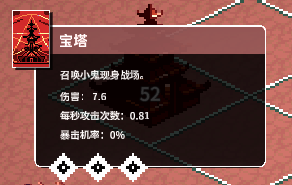 宝塔
召唤小鬼现身战场。
伤害： 7.6
52
每秒攻击次数： 0.81
暴击机率： 0%